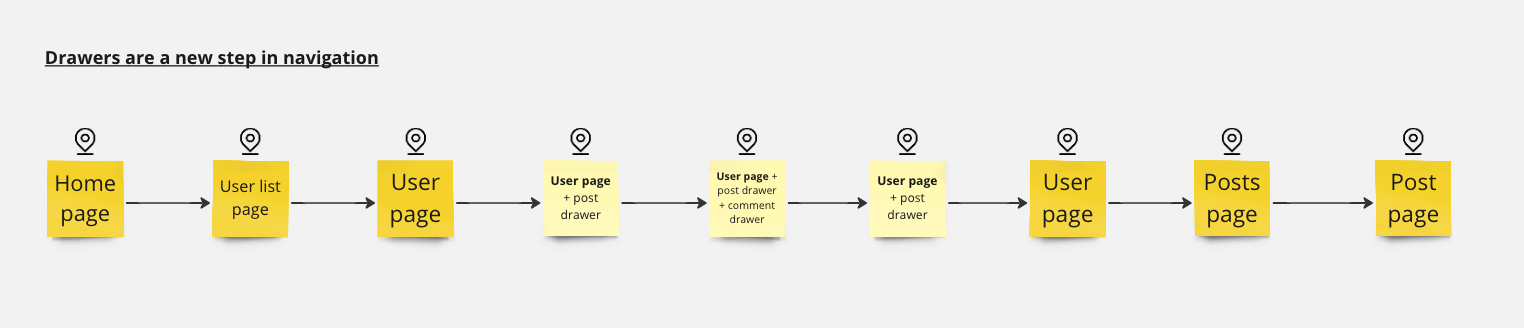 Drawers are a new step in navigation
Home
page
User list
page
User
page
User page
+ post
drawer
User page +
post drawer
+ comment
drawer
User page
+ post
drawer
User
page
Posts
page
Post
page